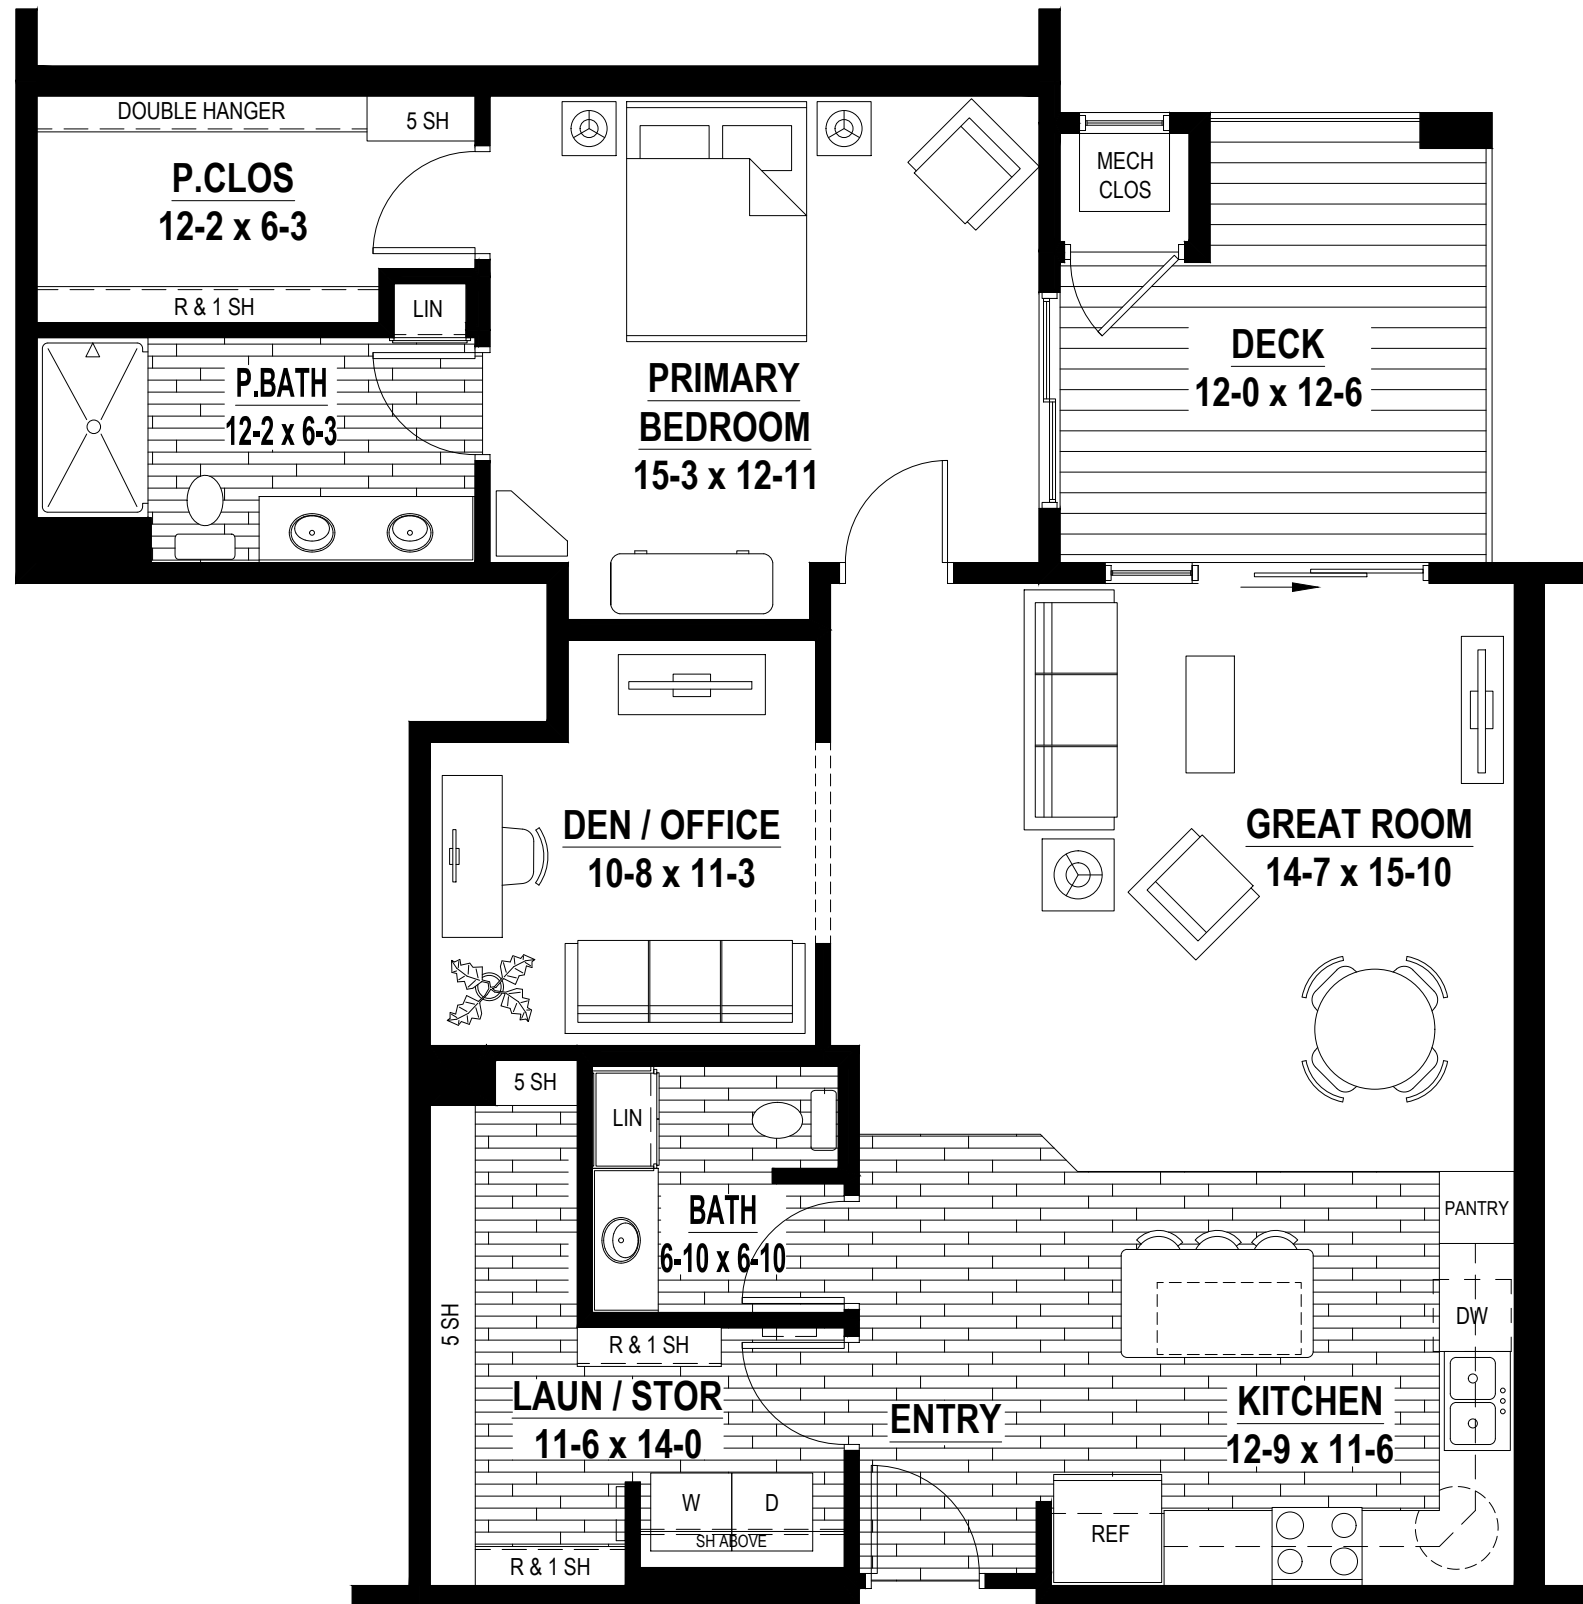 DOUBLE HANGER
5 SH
P.CLOS
12-2 x 6-3
R & 1 SH
LIN
MECH
CLOS
DECK
12-0 x 12-6
P.BATH
12-2 x 6-3
PRIMARY
BEDROOM
15-3 x 12-11
DEN / OFFICE
10-8 x 11-3
GREAT ROOM
14-7 x 15-10
5 SH
LIN
BATH
6-10 x 6-10
PANTRY
DW
5 SH
R & 1 SH
LAUN / STOR
11-6 x 14-0
ENTRY
KITCHEN
12-9 x 11-6
W
D
SH ABOVE
REF
R & 1 SH